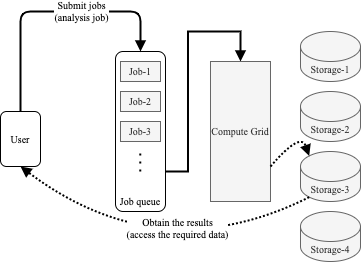 Submit jobs
(analysis job)
Job-1
Job-2
Job-3
Job queue
User
Compute Grid
Storage-1
Storage-2
Storage-3
Storage-4
Obtain the results
(access the required data)